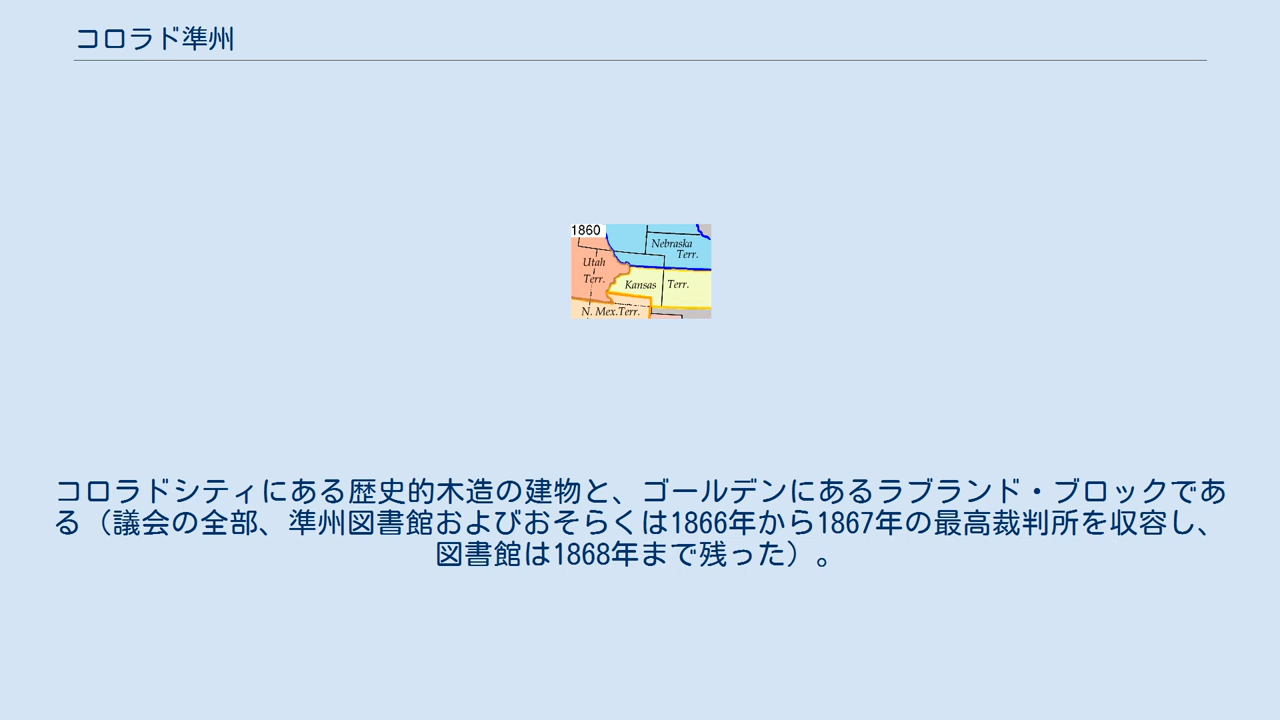 コロラド準州
1860
Nebraska
Terr.
Utah
Terr.
Kansas Terr.
N. Mex.Terr.
コロラドシティにある歴史的木造の建物と、ゴールデンにあるラブランド・ブロックであ
る（議会の全部、準州図書館およびおそらくは1866年から1867年の最高裁判所を収容し、
図書館は1868年まで残った）。